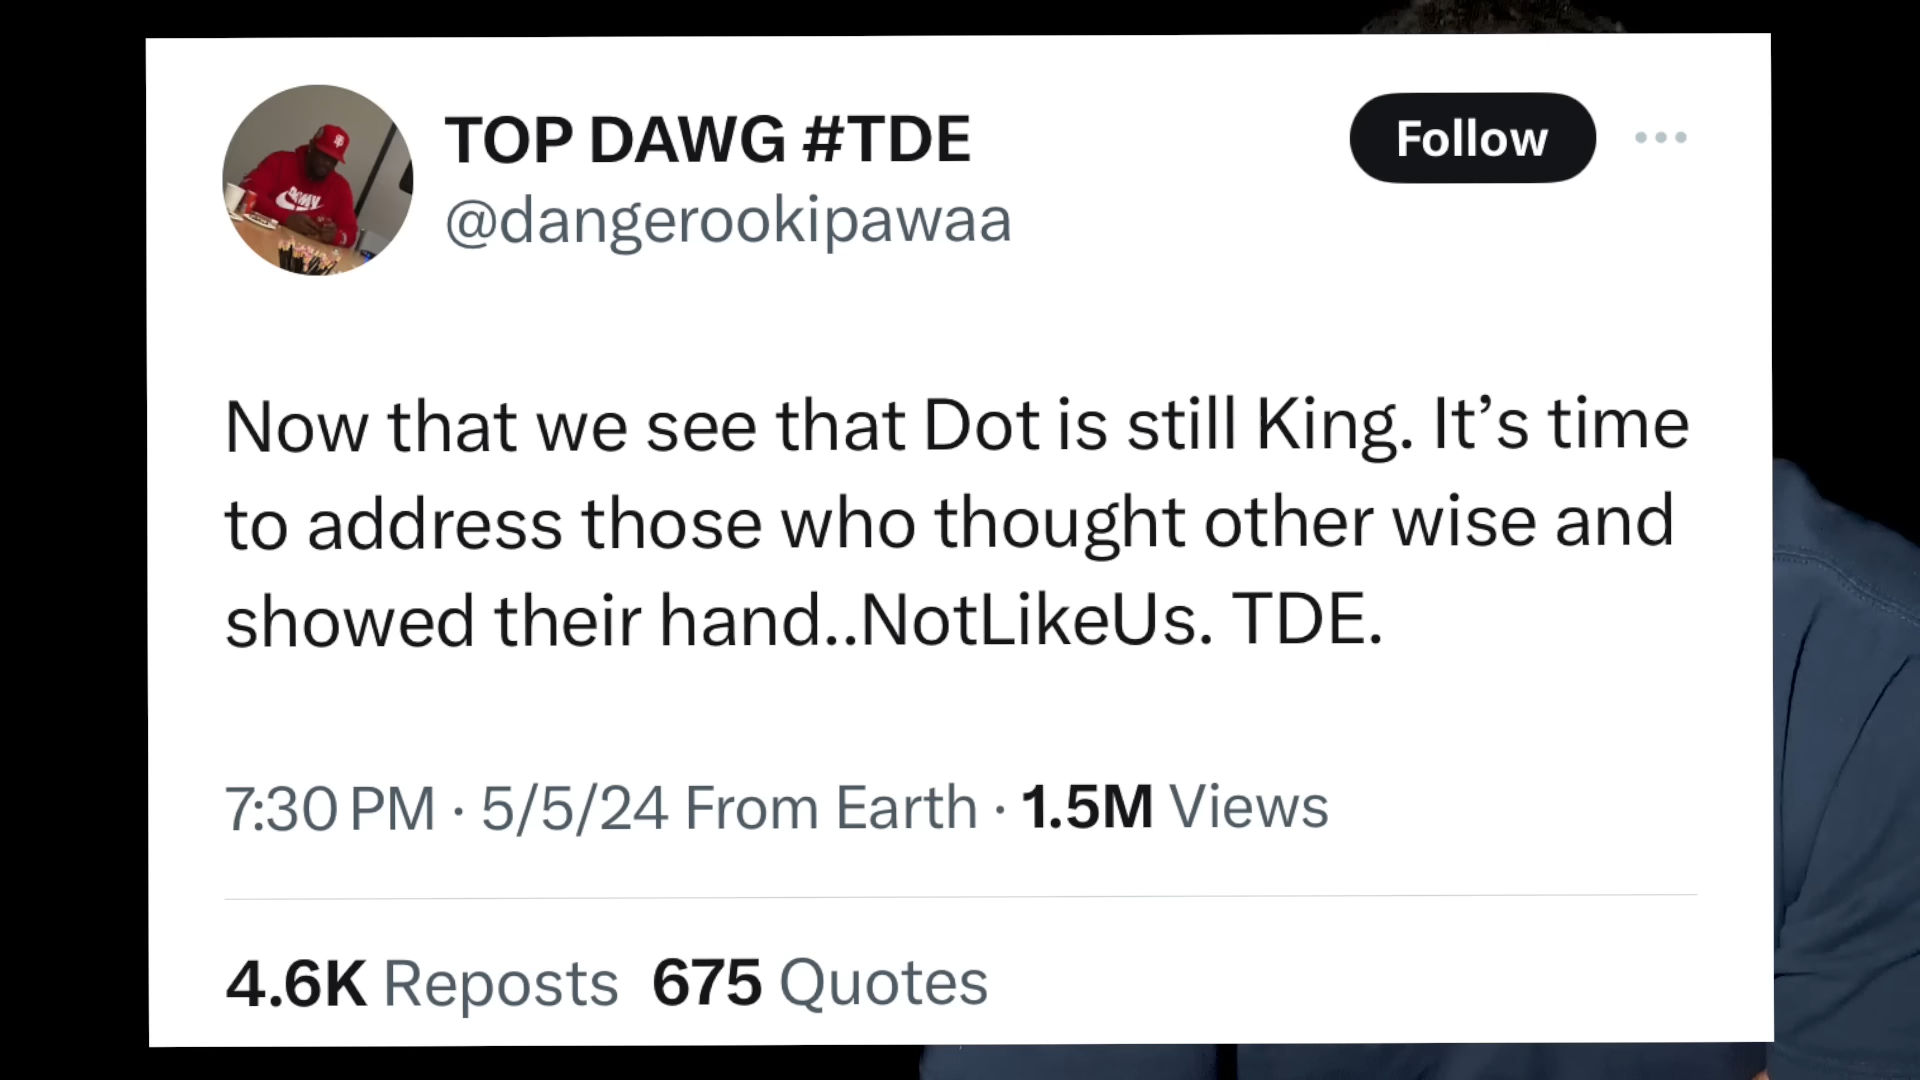 TOP DAWG #TDE
Follow
@dangerookipawaa
Now that we see that Dot is still King. It’s time
to address those who thought other wise and
showed their hand..NotLikeUs. TDE.
7:30 PM · 5/5/24 From Earth · 1.5M Views
4.6K Reposts 675 Quotes